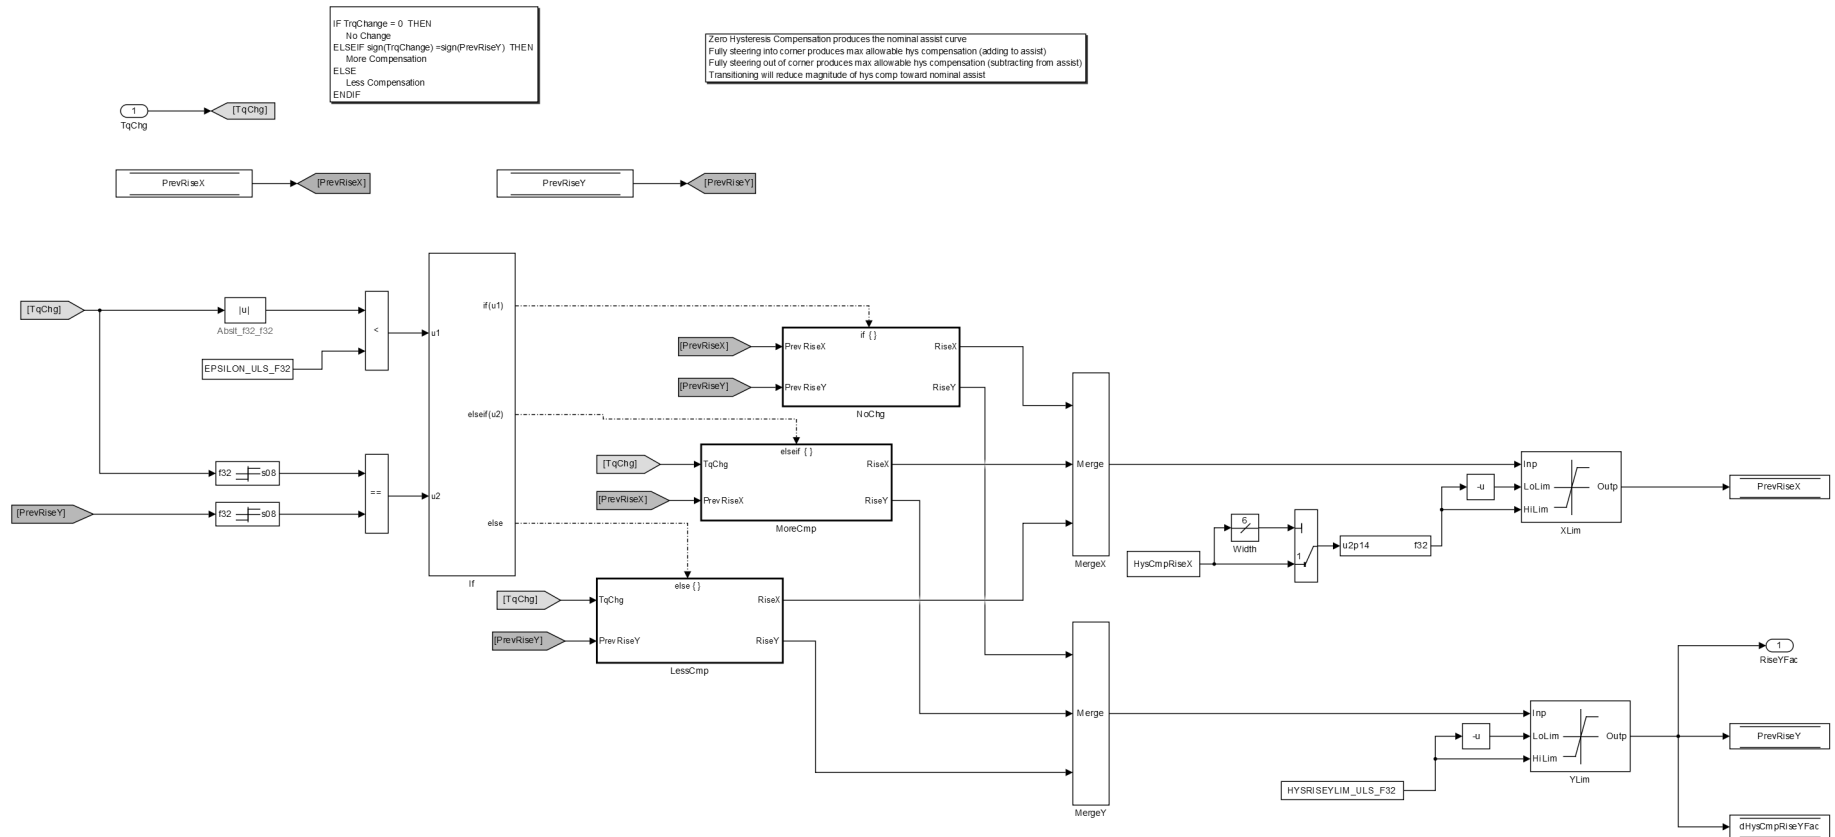 IF TrqChange = 0 THEN
No Change
ELSEIF sign(TrqChange) =sign(PrevRiseY) THEN
More Compensation
ELSE
Less Compensation
ENDIF
Zero Hysteresis Compensation produces the nominal assist curve
Fully steering into corner produces max allowable hys compensation (adding to assist)
Fully steering out of corner produces max allowable hys compensation (subtracting from assist)
Transitioning will reduce magnitude of hys comp toward nominal assist
1
TqChg
[TqChg]
PrevRiseX
[PrevRiseX]
PrevRiseY
[PrevRiseY]
[TqChg]
|u|
Abslt_f32_f32
EPSILON_ULS_F32
<
f32
s08
[PrevRiseY]
f32
s08
==
u1
u2
if(u1)
elseif(u2)
else
If
[PrevRiseX]
[PrevRiseY]
if { }
Prev RiseX
Prev RiseY
RiseX
RiseY
NoChg
[TqChg]
[PrevRiseX]
elseif { }
TqChg
Prev RiseX
RiseX
RiseY
MoreCmp
[TqChg]
[PrevRiseY]
else { }
TqChg
Prev RiseY
RiseX
RiseY
LessCmp
Merge
MergeX
Merge
MergeY
HysCmpRiseX
6
Width
1
u2p14
f32
-u
Inp
LoLim
HiLim
Outp
XLim
PrevRiseX
HYSRISEYLIM_ULS_F32
-u
Inp
LoLim
HiLim
Outp
YLim
1
RiseYFac
PrevRiseY
dHysCmpRiseYFac